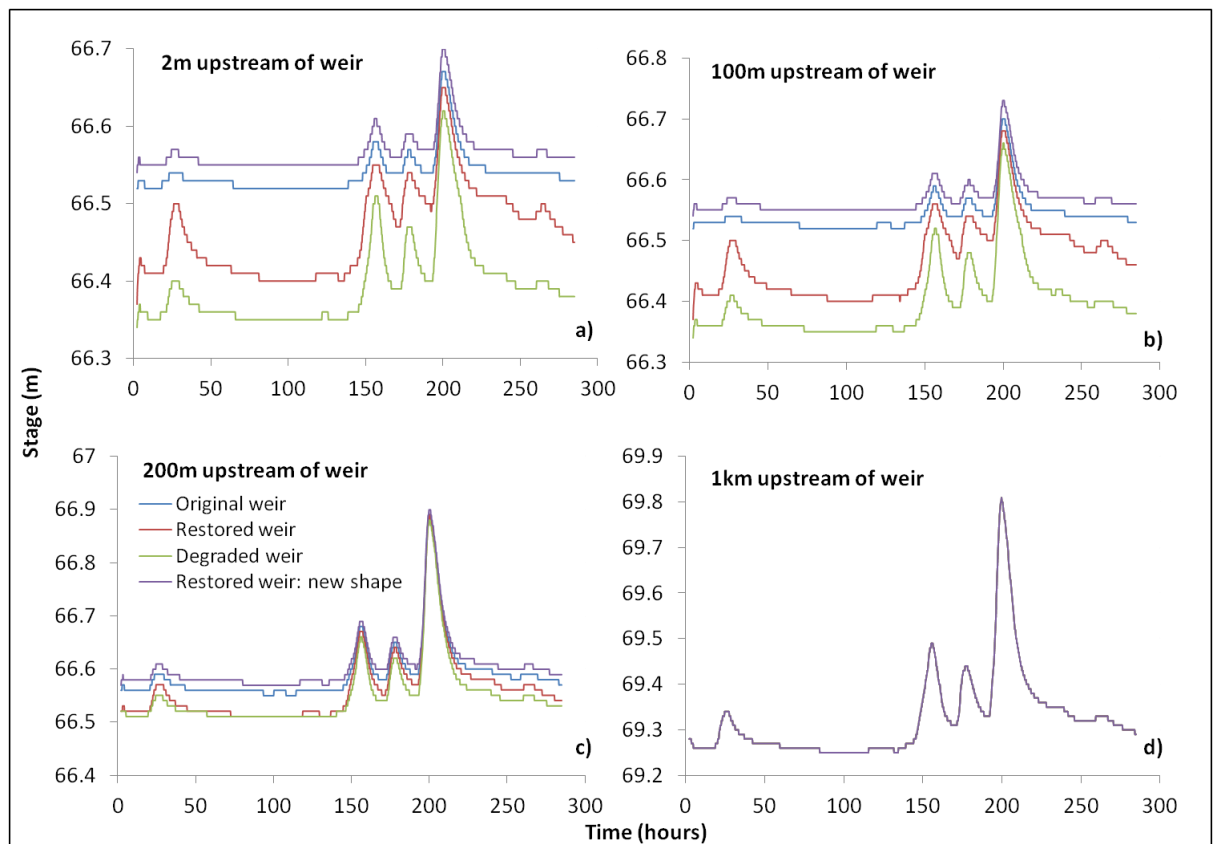 Stage (m)
2m upstream of weir
66.7
66.6
66.5
66.4
66.3
0 50 100 150 200 250 300
a)
100m upstream of weir
66.8
66.7
66.6
66.5
66.4
66.3
0 50 100 150 200 250 300
b)
200m upstream of weir
67
66.9
66.8
66.7
66.6
66.5
66.4
Original weir
Restored weir
Degraded weir
Restored weir: new shape
0 50 100 150 200 250 300
c)
1km upstream of weir
69.9
69.8
69.7
69.6
69.5
69.4
69.3
69.2
0 50 100 150 200 250 300
d)
Time (hours)